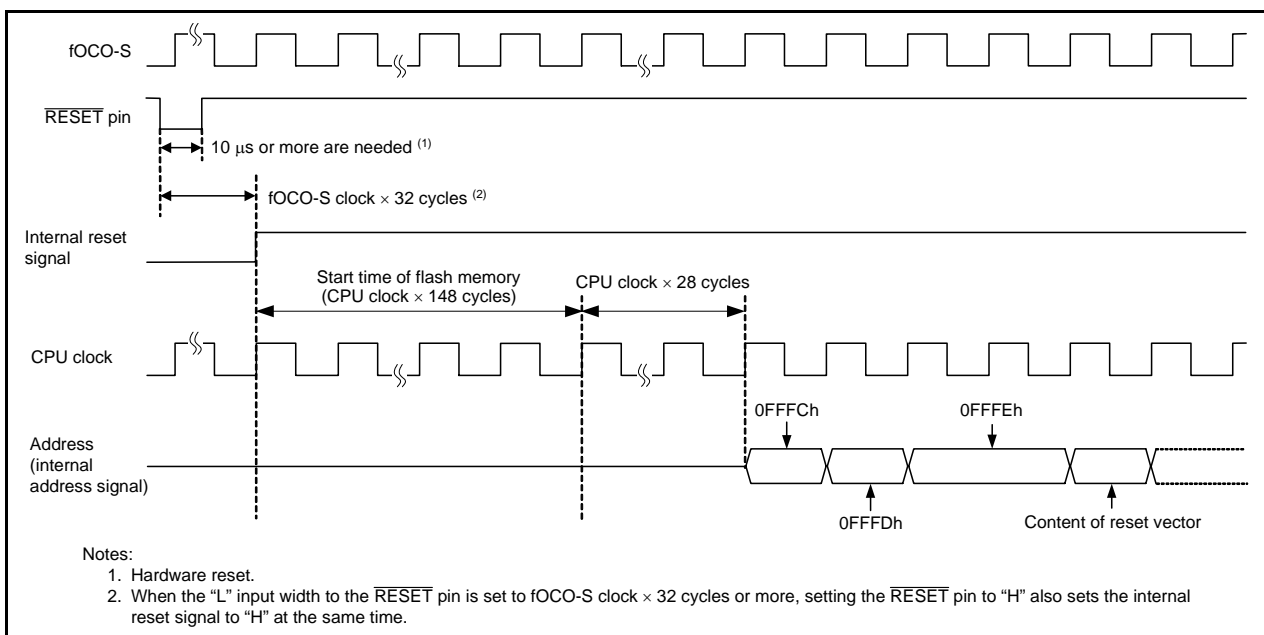 fOCO-S
RESET pin
10 μs or more are needed (1)
fOCO-S clock × 32 cycles (2)
Internal reset
signal
Start time of flash memory
(CPU clock × 148 cycles)
CPU clock × 28 cycles
CPU clock
0FFFCh
0FFFEh
Address
(internal
address signal)
0FFFDh
Content of reset vector
Notes:
1. Hardware reset.
2. When the “L” input width to the RESET pin is set to fOCO-S clock × 32 cycles or more, setting the RESET pin to “H” also sets the internal
reset signal to “H” at the same time.